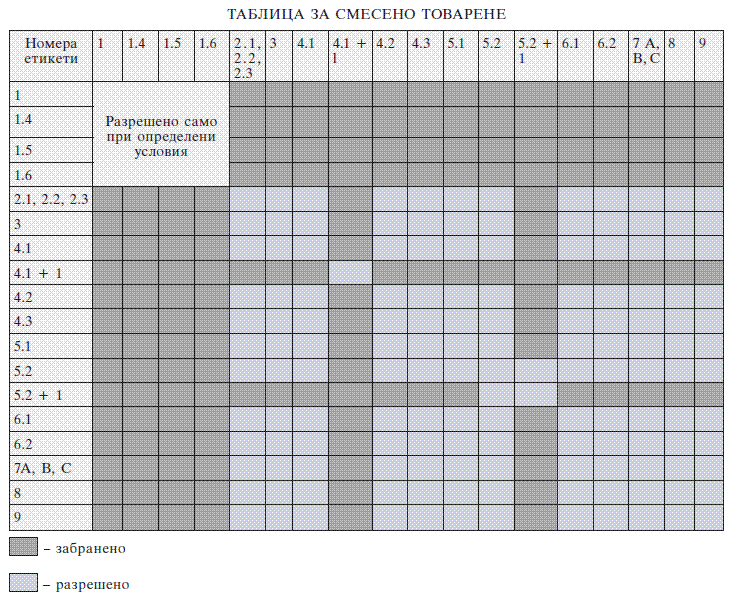 ТАБЛИЦА ЗА СМЕСЕНО ТОВАРЕНЕ
Номера етикети 1 1.4 1.5 1.6 2.1, 2.2, 2.3 3 4.1 4.1 + 1 4.2 4.3 5.1 5.2 5.2 + 1 6.1 6.2 7 A, B, C 8 9
1
1.4
1.5
1.6
Разрешено само
при определени
условия
2.1, 2.2, 2.3
3
4.1
4.1 + 1
4.2
4.3
5.1
5.2
5.2 + 1
6.1
6.2
7A, B, C
8
9
– забранено
– разрешено